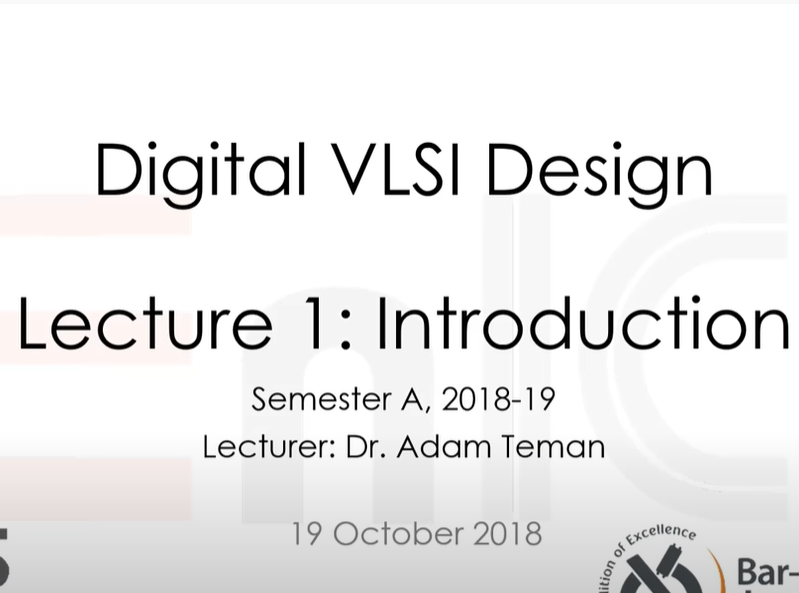 Digital VLSI Design
Lecture 1: Introduction
Semester A, 2018-19
Lecturer: Dr. Adam Teman
19 October 2018
of Excellence
Bar-